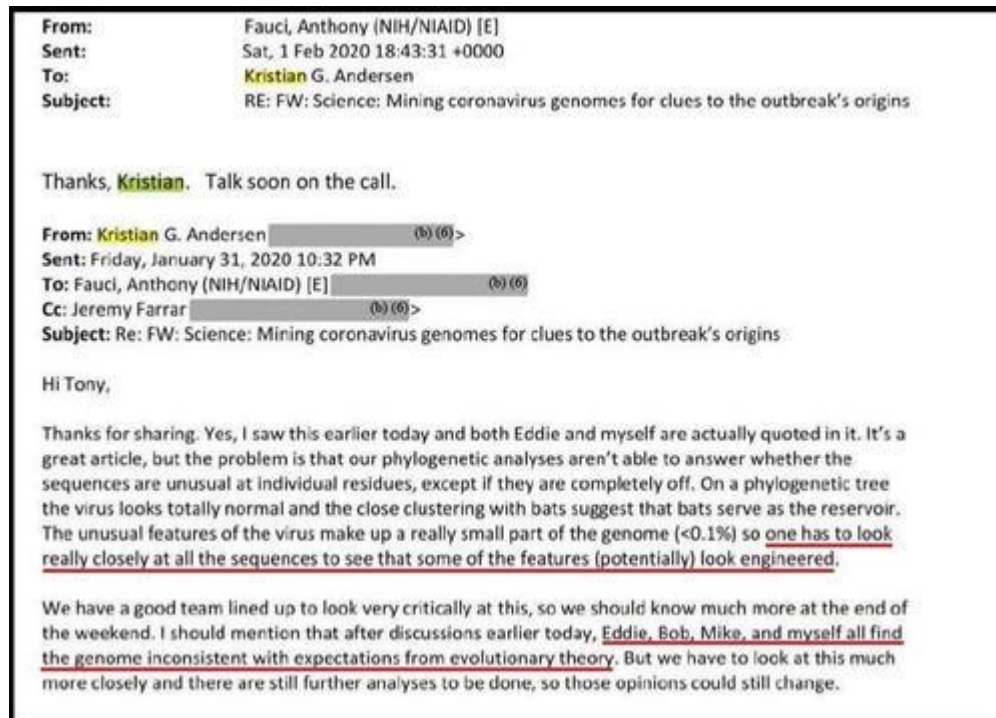 From: Fauci, Anthony (NIH/NIAID) [E]
Sent: Sat, 1 Feb 2020 18:43:31 +0000
To: Kristian G. Andersen
Subject: RE: FW: Science: Mining coronavirus genomes for clues to the outbreak's origins
Thanks, Kristian. Talk soon on the call.
From: Kristian G. Andersen (b) (6)>
Sent: Friday, January 31, 2020 10:32 PM
To: Fauci, Anthony (NIH/NIAID) [E] (b) (6)
Cc: Jeremy Farrar (b) (6)>
Subject: Re: FW: Science: Mining coronavirus genomes for clues to the outbreak's origins
Hi Tony,
Thanks for sharing. Yes, I saw this earlier today and both Eddie and myself are actually quoted in it. It's a
great article, but the problem is that our phylogenetic analyses aren't able to answer whether the
sequences are unusual at individual residues, except if they are completely off. On a phylogenetic tree
the virus looks totally normal and the close clustering with bats suggest that bats serve as the reservoir.
The unusual features of the virus make up a really small part of the genome (<0.1%) so one has to look
really closely at all the sequences to see that some of the features (potentially) look engineered.
We have a good team lined up to look very critically at this, so we should know much more at the end of
the weekend. I should mention that after discussions earlier today, Eddie, Bob, Mike, and myself all find
the genome inconsistent with expectations from evolutionary theory. But we have to look at this much
more closely and there are still further analyses to be done, so those opinions could still change.